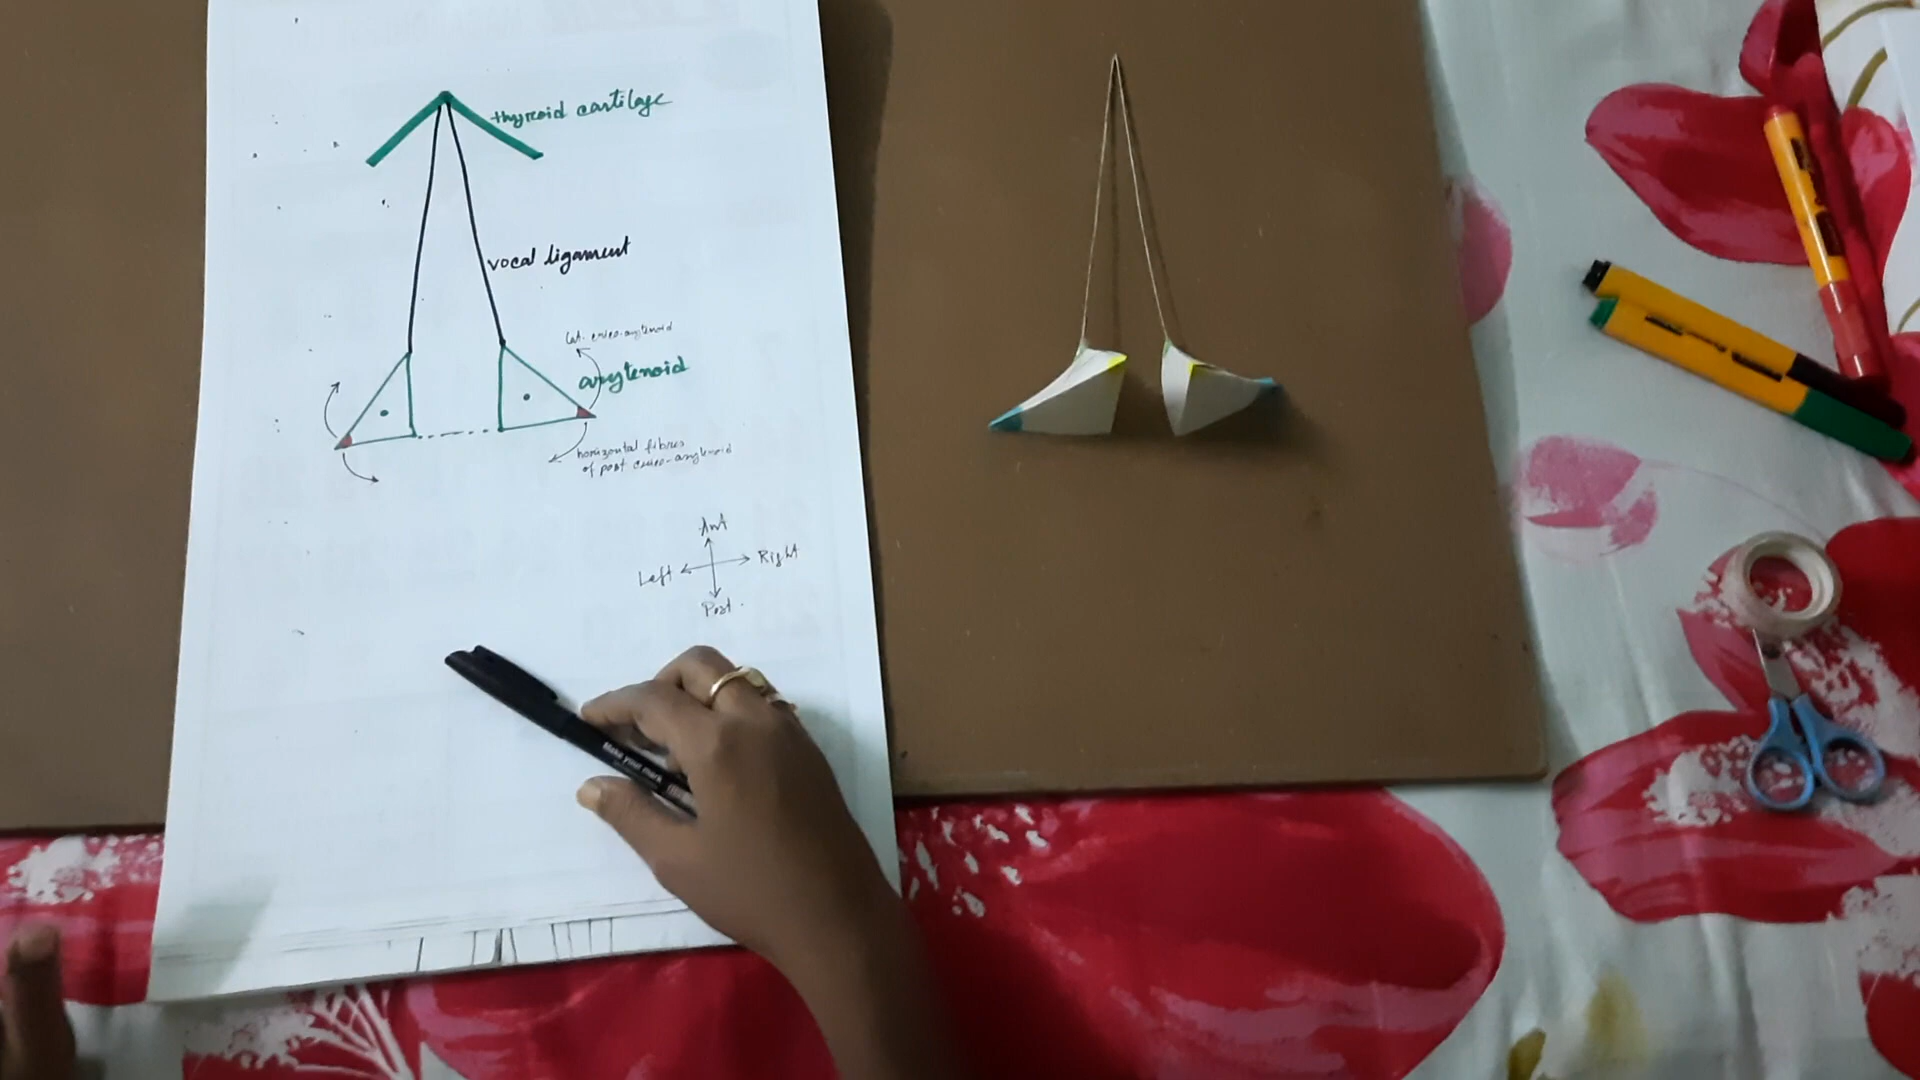 thyroid cartilage
vocal ligament
lat. crico-arytenoid
arytenoid
horizontal fibres
of post crico-arytenoid
Ant
Left
Right
Post.
Make your mark